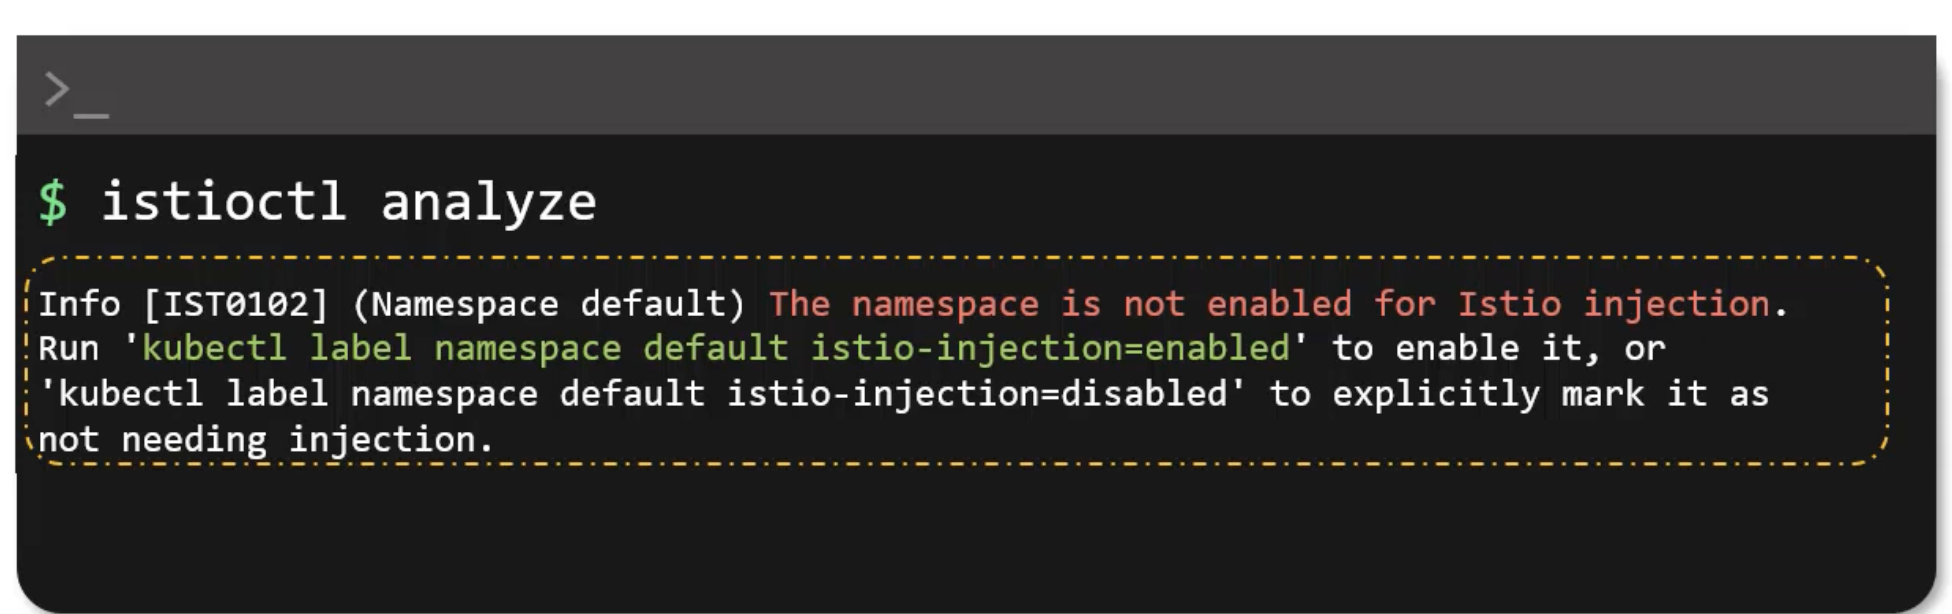 >_
$ istioctl analyze
Info [IST0102] (Namespace default) The namespace is not enabled for Istio injection.
Run 'kubectl label namespace default istio-injection=enabled' to enable it, or
'kubectl label namespace default istio-injection=disabled' to explicitly mark it as
not needing injection.